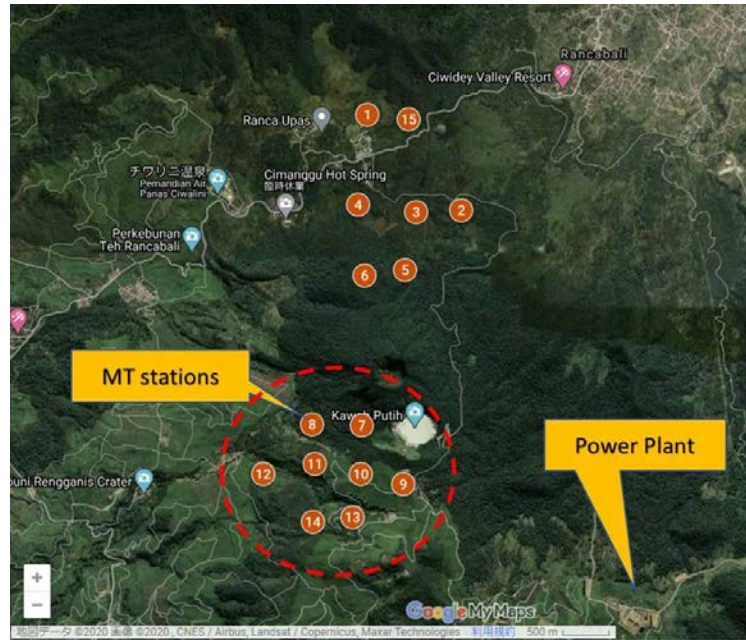 Rancabali
Ciwidey Valley Resort
1
15
Ranca Upas
チワリニ温泉
Pemandian Air
Panas Ciwalini
Cimanggu Hot Spring
臨時休業
4
3
2
Perkebunan
Teh Rancabali
6
5
MT stations
8
Kawah Putih
7
Power Plant
11
12
10
9
puni Rengganis Crater
14
13
+
−
Google My Maps
地図データ ©2020 画像 ©2020 , CNES / Airbus, Landsat / Copernicus, Maxar Technologies 利用規約 500 m